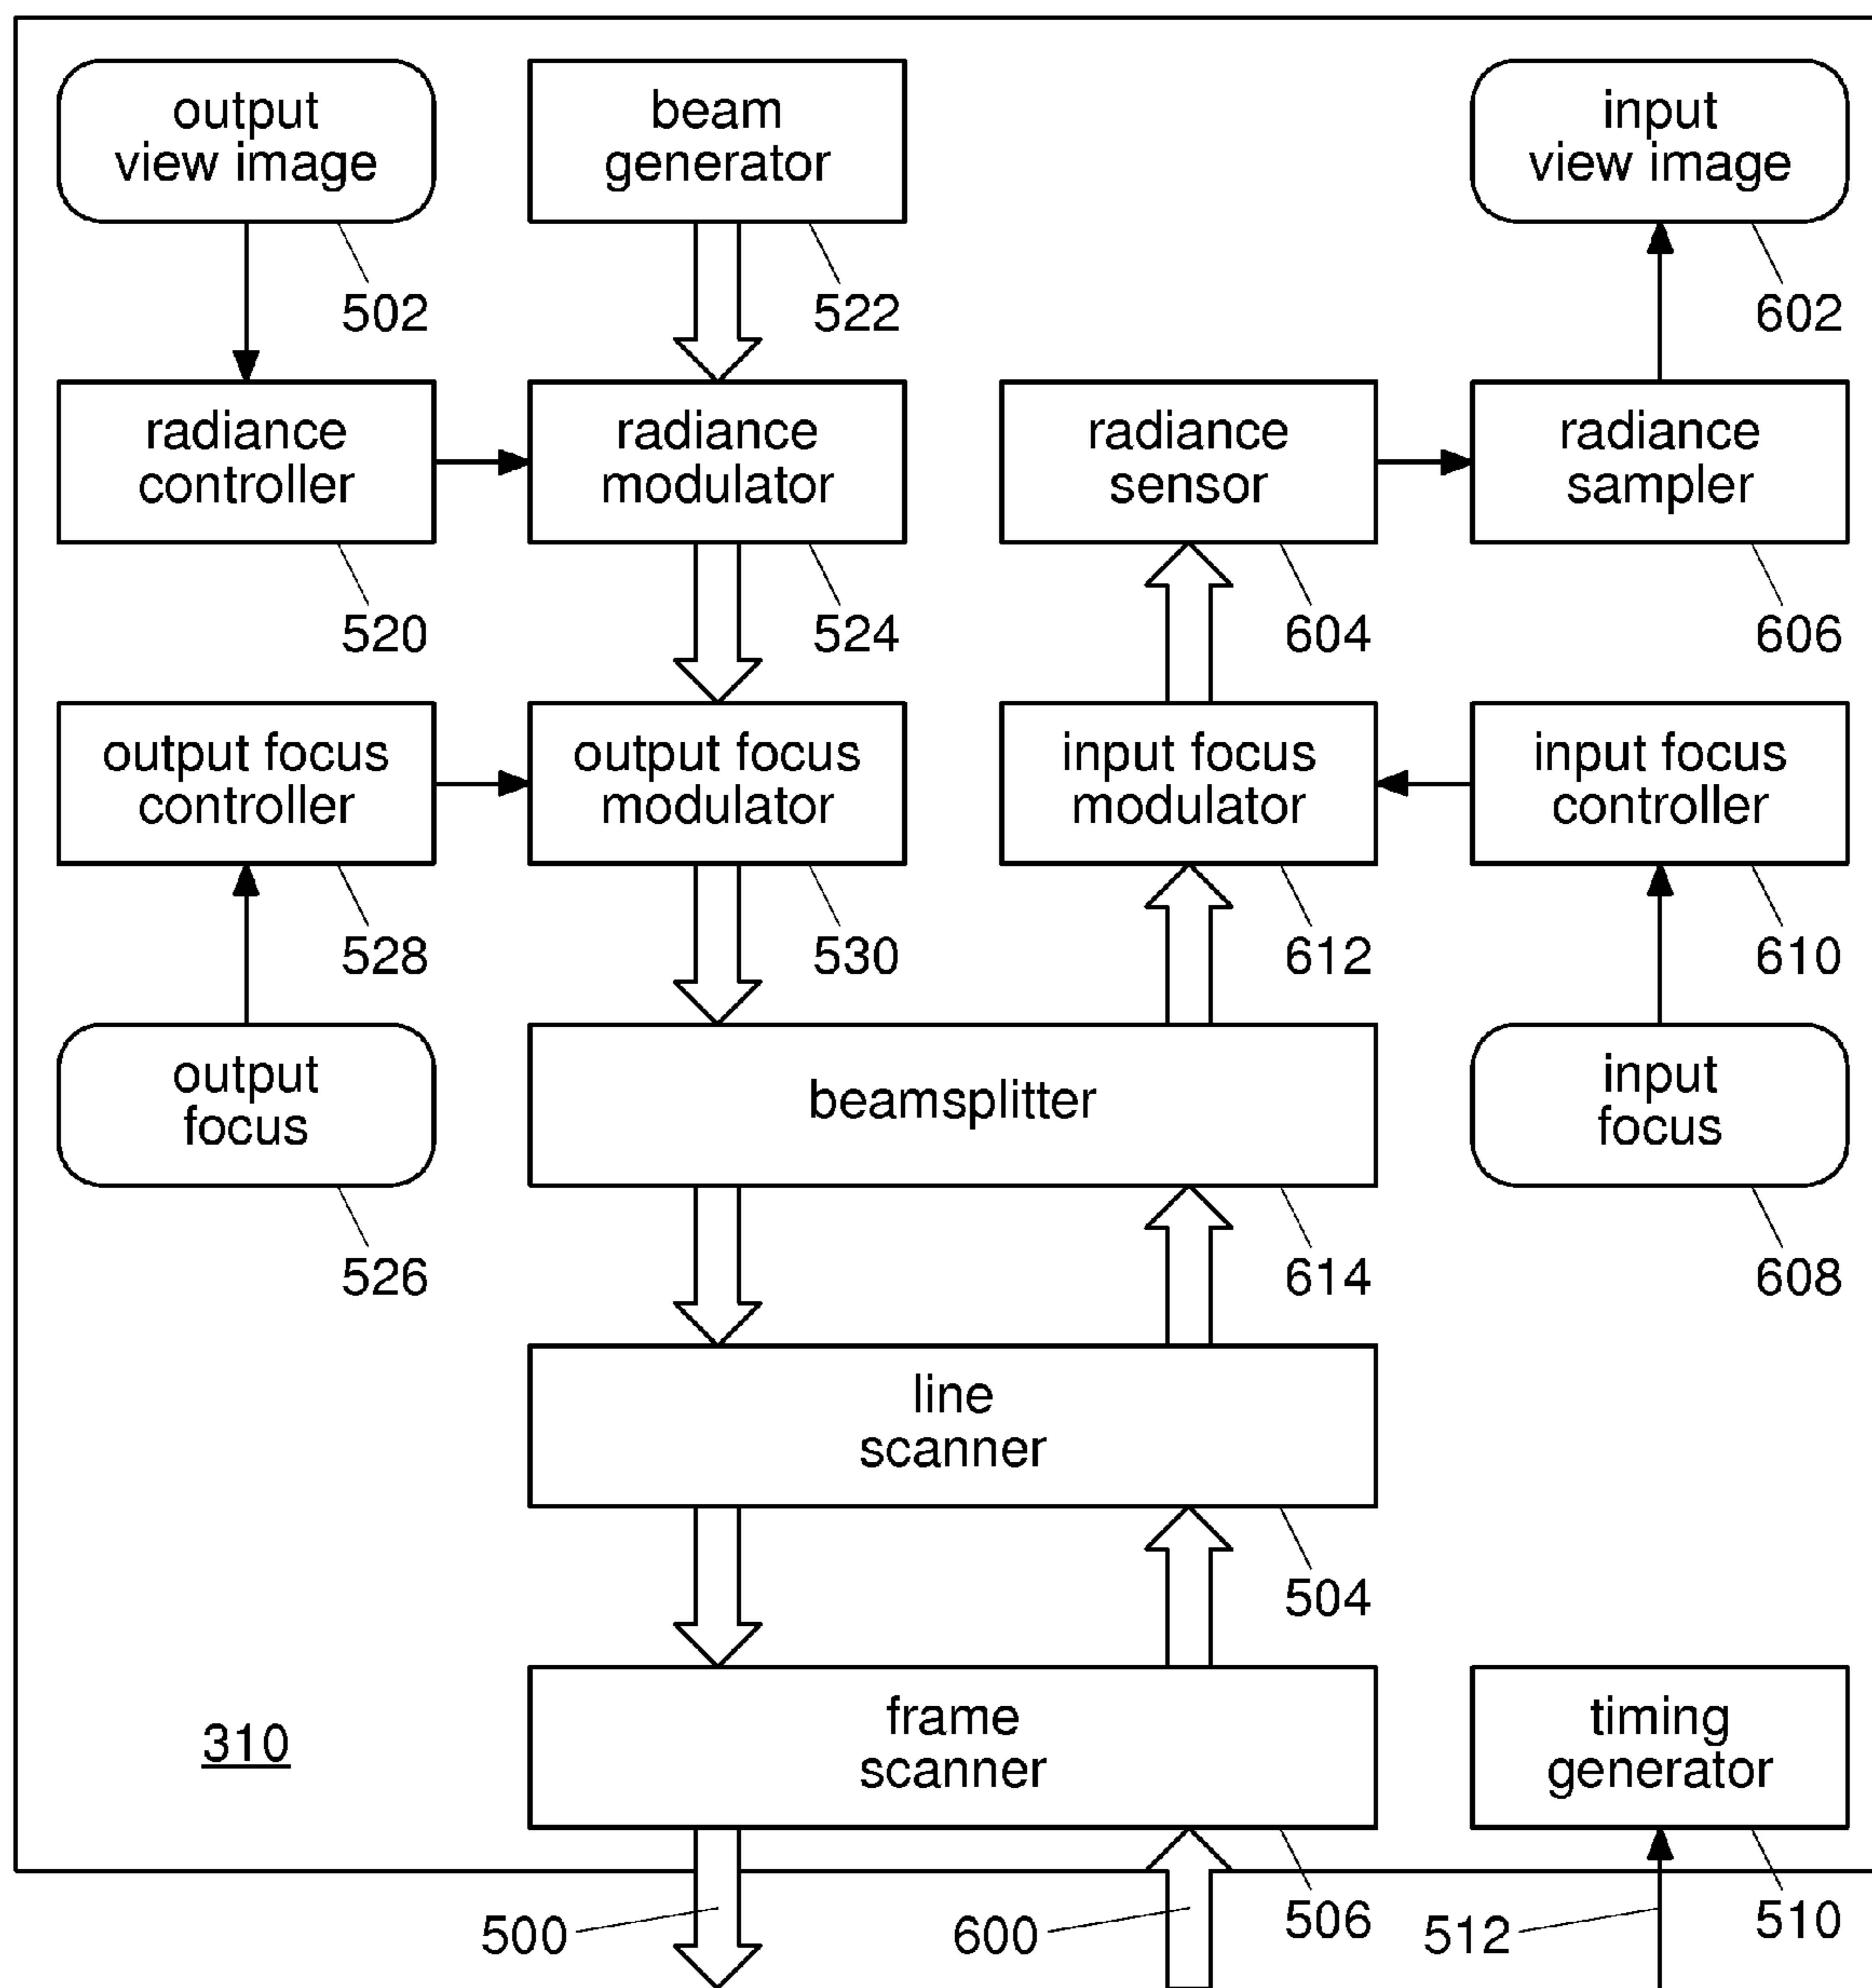 output
view image
beam
generator
input
view image
502
522
602
radiance
controller
radiance
modulator
radiance
sensor
radiance
sampler
520
524
604
606
output focus
controller
output focus
modulator
input focus
modulator
input focus
controller
528
530
612
610
output
focus
beamsplitter
input
focus
526
614
608
line
scanner
504
310
frame
scanner
timing
generator
500
600
506
512
510